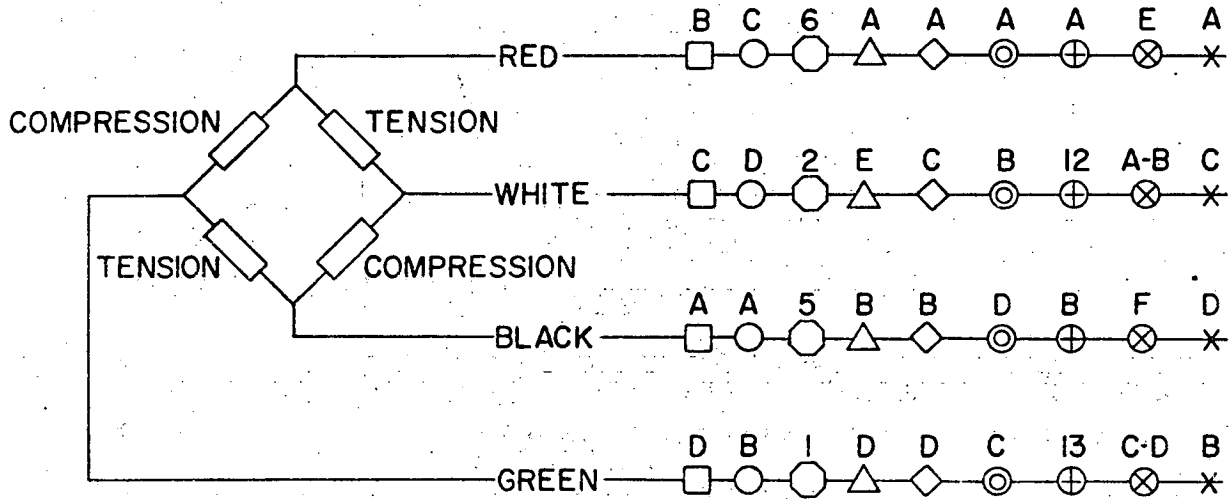 B C 6 A A A A E A
RED
COMPRESSION TENSION
C D 2 E C B 12 A-B C
WHITE
TENSION COMPRESSION
A A 5 B B D B F D
BLACK
D B 1 D D C 13 C-D B
GREEN